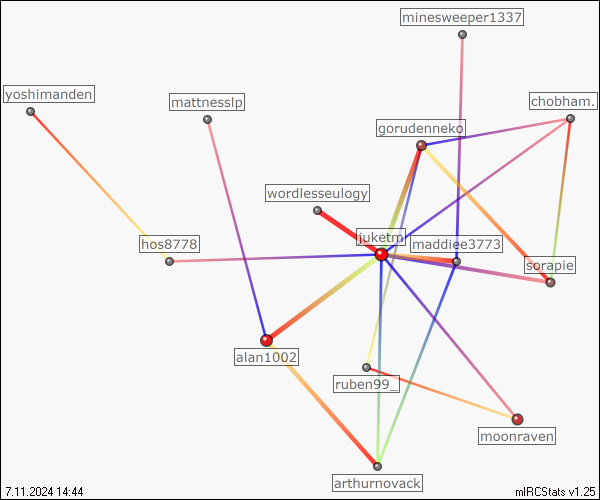 minesweeper1337
yoshimanden
mattnesslp
chobham.
gorudenneko
wordlesseulogy
juketm
hos8778
maddiee3773
sorapie
alan1002
ruben99_
moonraven
arthurnovack
7.11.2024 14:44
mIRCStats v1.25